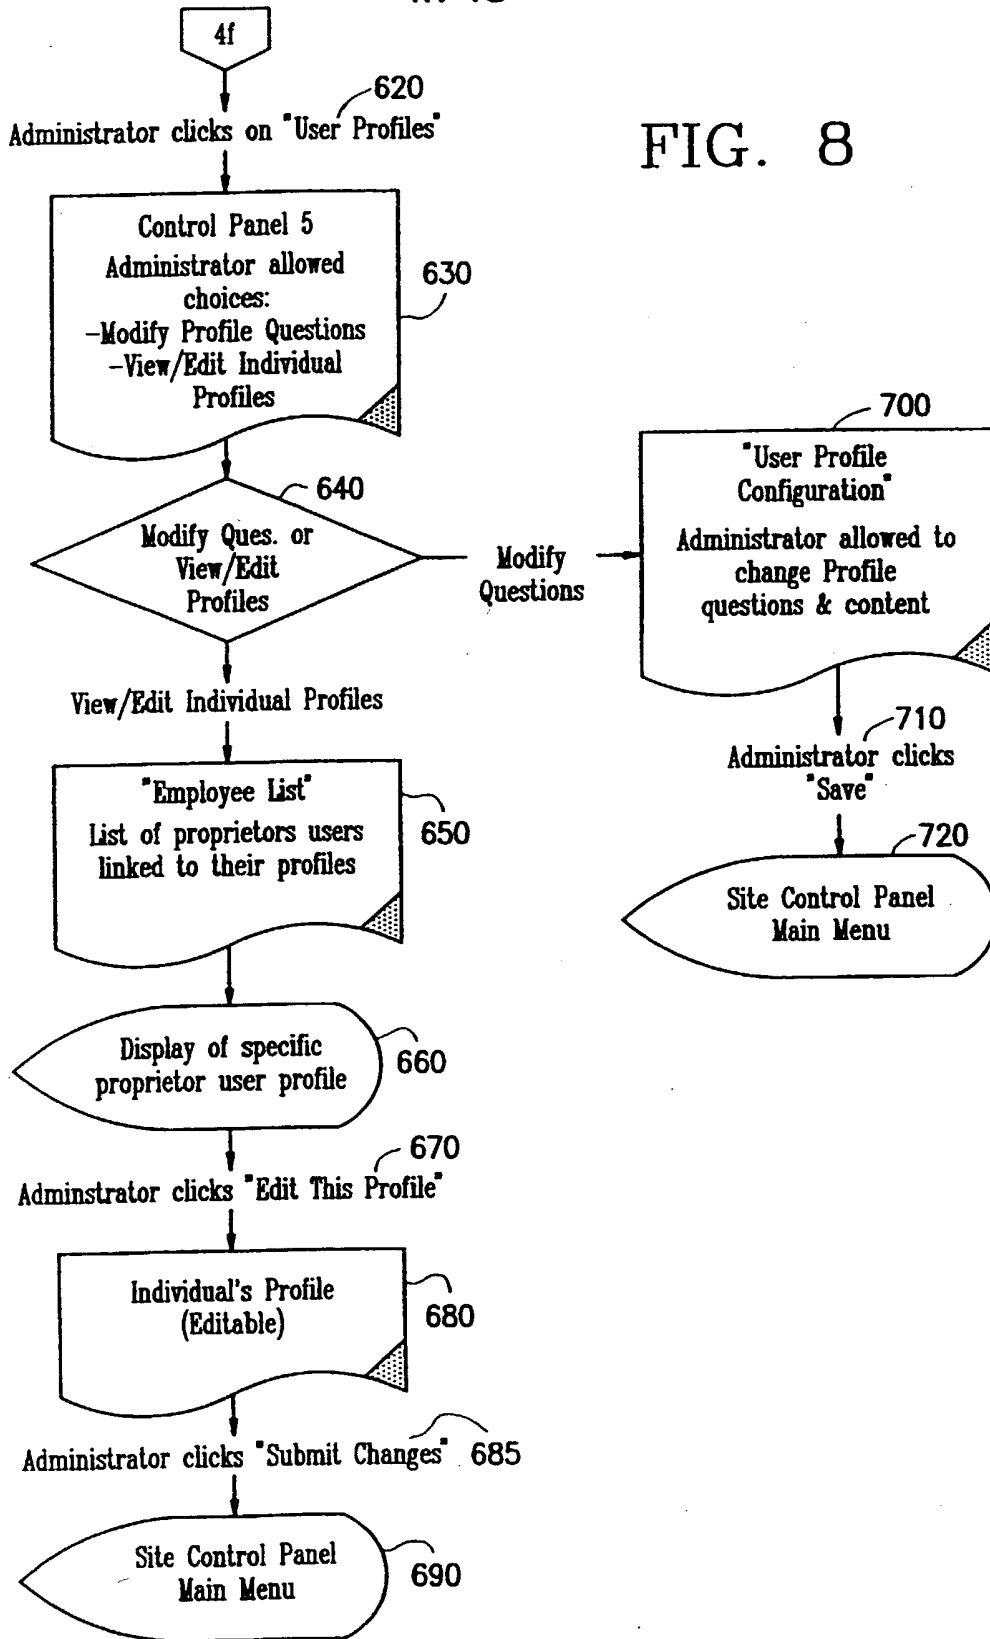 4f
620
Administrator clicks on "User Profiles"
FIG. 8
Control Panel 5
Administrator allowed
choices:
-Modify Profile Questions
-View/Edit Individual
Profiles
630
640
Modify Ques. or
View/Edit
Profiles
Modify
Questions
700
"User Profile
Configuration"
Administrator allowed to
change Profile
questions & content
View/Edit Individual Profiles
710
Administrator clicks
"Save"
"Employee List"
List of proprietors users
linked to their profiles
650
720
Site Control Panel
Main Menu
Display of specific
proprietor user profile
660
670
Adminstrator clicks "Edit This Profile"
Individual's Profile
(Editable)
680
Administrator clicks "Submit Changes" 685
Site Control Panel
Main Menu
690